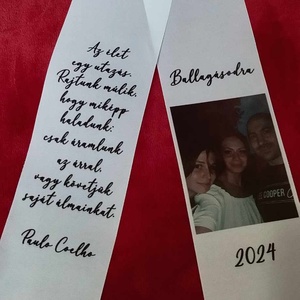 Az élet
egy utazás.
Rajtunk múlik,
hogy miképp
haladunk:
csak áramlunk
az árral,
vagy követjük
saját álmainkat.
Paulo Coelho
Ballagásodra
COOPER
2024